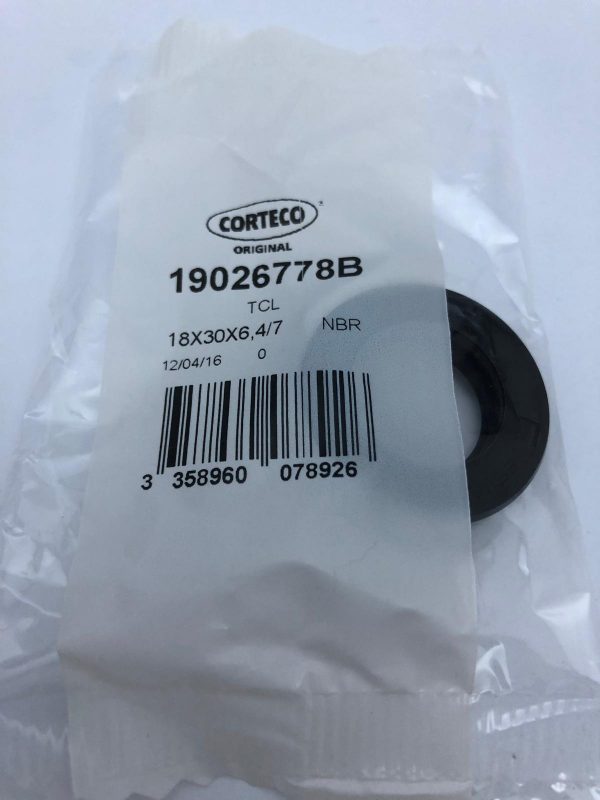 CORTECO
ORIGINAL
19026778B
TCL
18X30X6,4/7 NBR
12/04/16 0
3 358960 078926